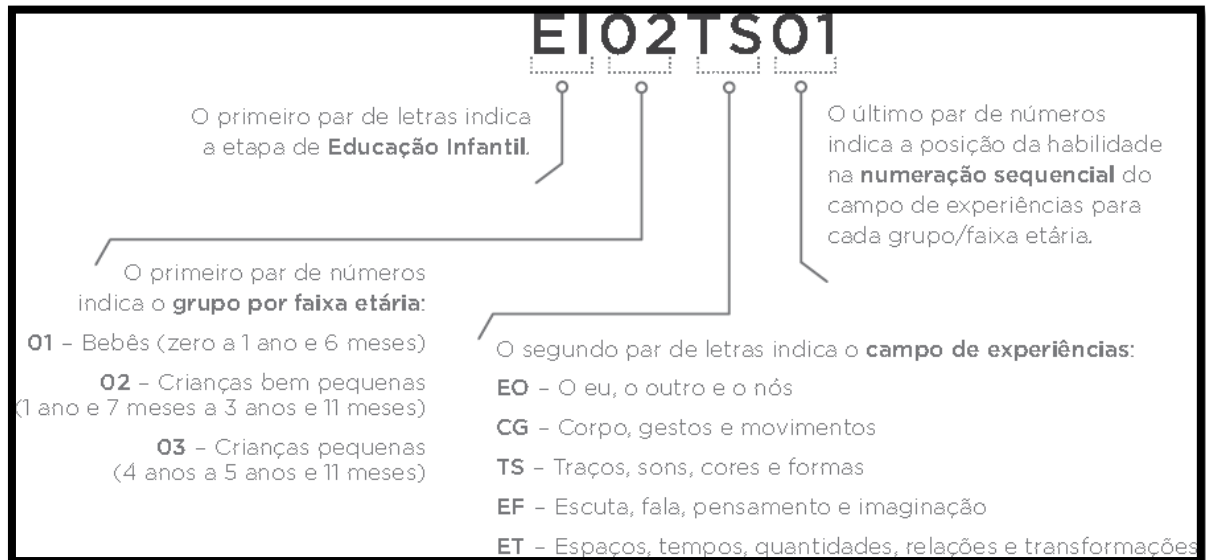 EI02TS01
O primeiro par de letras indica
a etapa de Educação Infantil.
O último par de números
indica a posição da habilidade
na numeração sequencial do
campo de experiências para
cada grupo/faixa etária.
O primeiro par de números
indica o grupo por faixa etária:
01 – Bebês (zero a 1 ano e 6 meses)
02 – Crianças bem pequenas
(1 ano e 7 meses a 3 anos e 11 meses)
03 – Crianças pequenas
(4 anos a 5 anos e 11 meses)
O segundo par de letras indica o campo de experiências:
EO – O eu, o outro e o nós
CG – Corpo, gestos e movimentos
TS – Traços, sons, cores e formas
EF – Escuta, fala, pensamento e imaginação
ET – Espaços, tempos, quantidades, relações e transformações